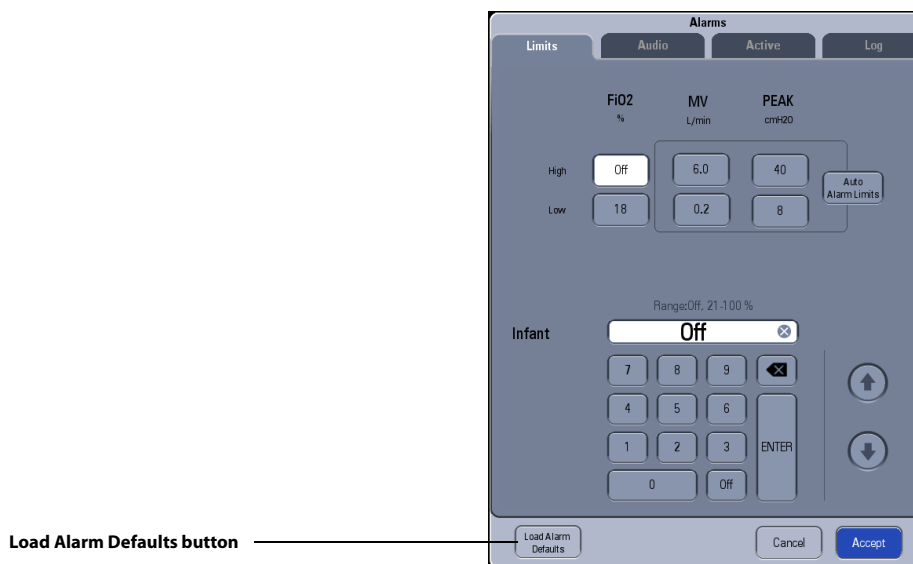 Alarms
Limits Audio Active Log
FiO2 MV PEAK
% L/min cmH2O
High Off 6.0 40
Auto
Alarm Limits
Low 18 0.2 8
Range:Off, 21-100 %
Infant Off
7 8 9
4 5 6
1 2 3 ENTER
0 Off
Load Alarm Defaults button
Load Alarm
Defaults
Cancel Accept